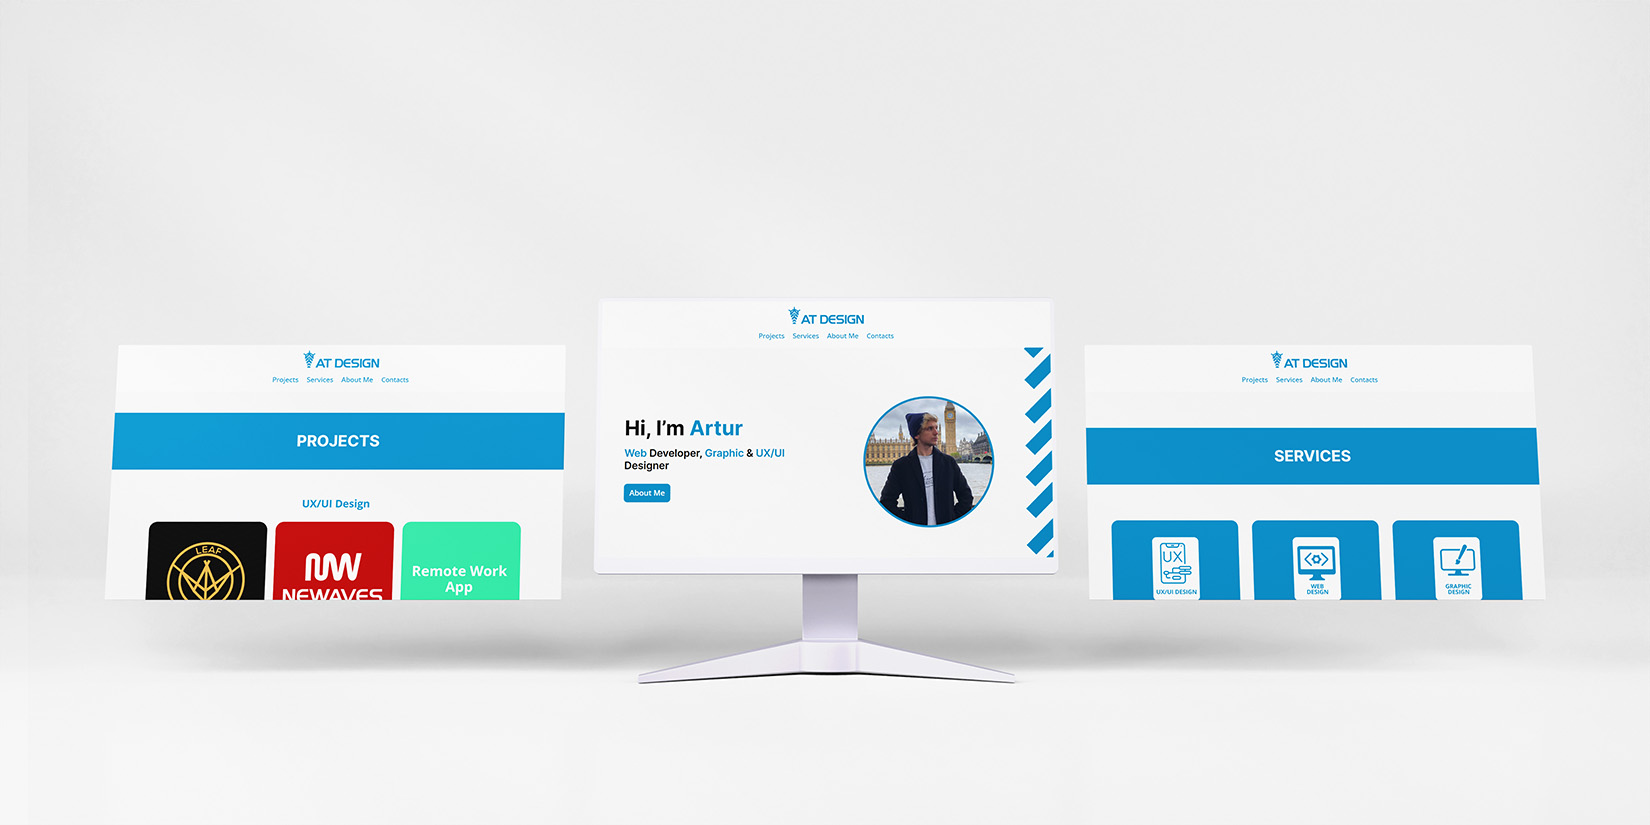 AT DESIGN
Projects Services About Me Contacts
PROJECTS
UX/UI Design
LEAF
NEWAVES
Remote Work
App
AT DESIGN
Projects Services About Me Contacts
Hi, I'm Artur
Web Developer, Graphic & UX/UI
Designer
About Me
AT DESIGN
Projects Services About Me Contacts
SERVICES
UX
UX/UI DESIGN
WEB
DESIGN
GRAPHIC
DESIGN